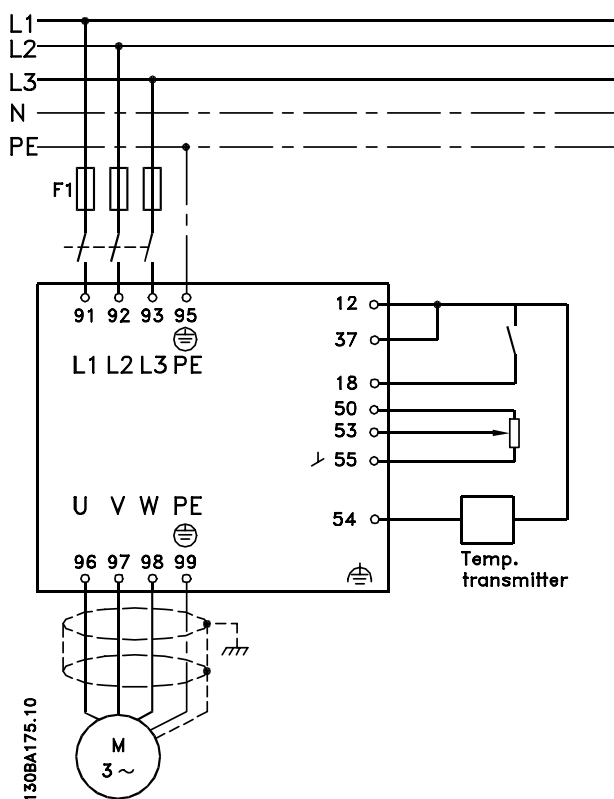 L1
L2
L3
N
PE
F1
91 92 93 95
L1 L2 L3 PE
12
37
18
50
53
55
54
U V W PE
96 97 98 99
Temp.
transmitter
M
3 ~
130BA175.10